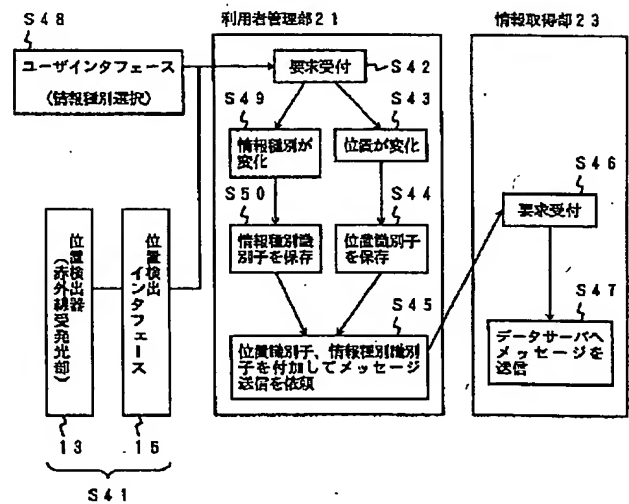 S48
ユーザインタフェース
(情報種別選択)
利用者管理部21
要求受付
S42
S49
S43
情報種別が
変化
位置が変化
S50
S44
情報種別識
別子を保存
位置識別子
を保存
S45
位置識別子、情報種別識別
子を付加してメッセージ
送信を依頼
情報取得部23
S46
要求受付
S47
データサーバへ
メッセージを
送信
位置検出器
(赤外線受発光部)
位置検出
インタフェース
13
15
S41